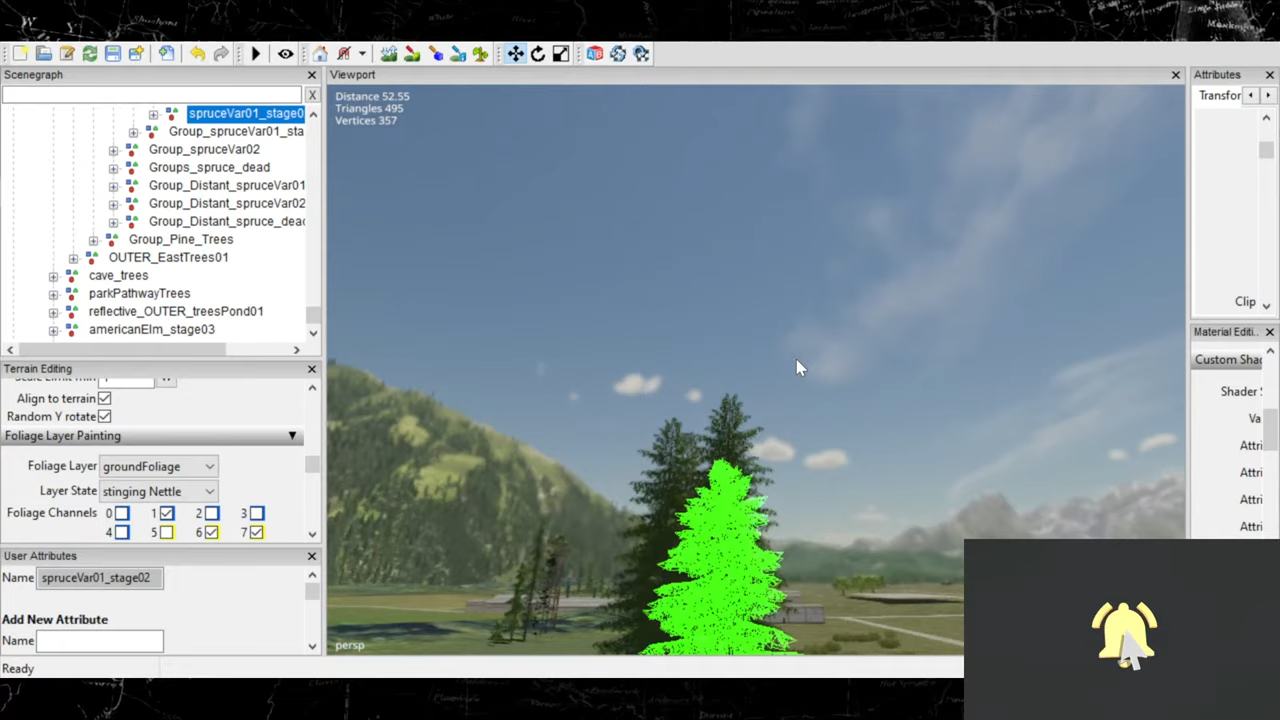 Scenegraph
Viewport
Attributes
X
Transfor
Distance 52.55
Triangles 495
Vertices 357
spruceVar01_stage0
Group_spruceVar01_sta
Group_spruceVar02
Groups_spruce_dead
Group_Distant_spruceVar01
Group_Distant_spruceVar02
Group_Distant_spruce_dead
Group_Pine_Trees
OUTER_EastTrees01
cave_trees
parkPathwayTrees
reflective_OUTER_treesPond01
americanElm_stage03
Clip
Material Editi...
Custom Shad
Shader S
Va
Attri
Attri
Attri
Attri
Terrain Editing
Align to terrain
Random Y rotate
Foliage Layer Painting
Foliage Layer groundFoliage
Layer State stinging Nettle
Foliage Channels 0 1 2 3
4 5 6 7
User Attributes
Name spruceVar01_stage02
Add New Attribute
Name
persp
Ready